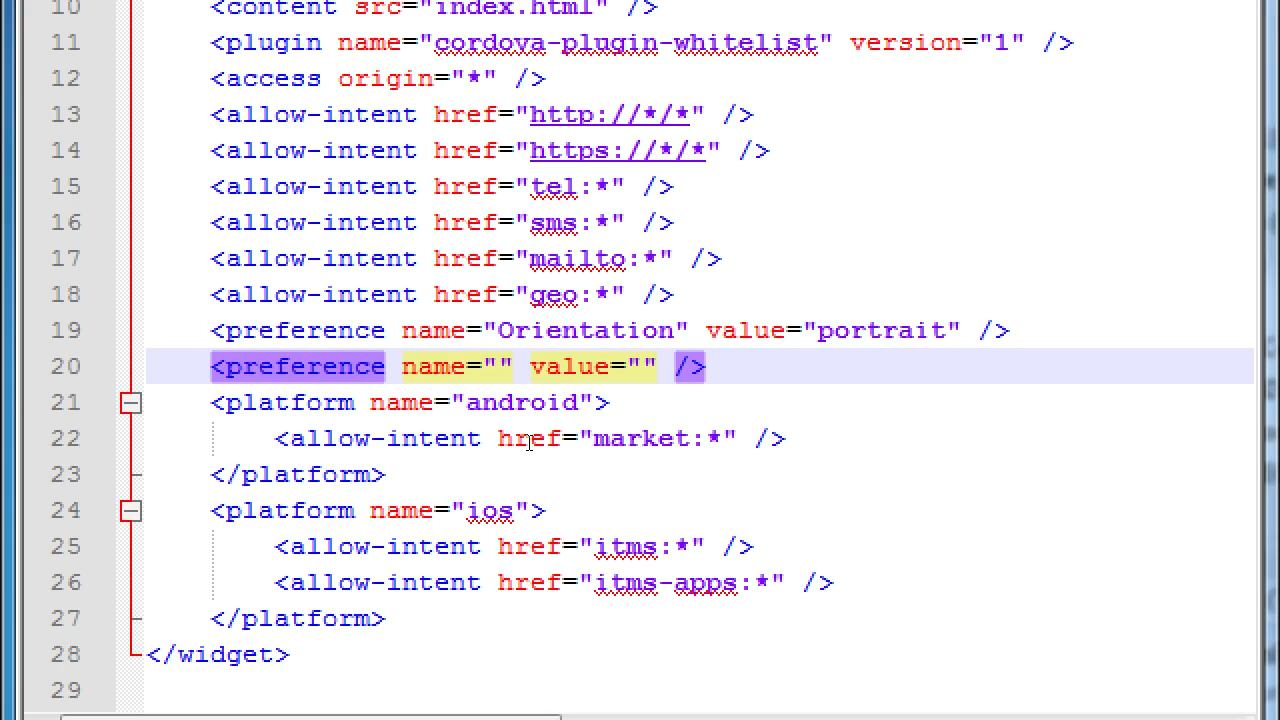 10 <content src="index.html" />
11 <plugin name="cordova-plugin-whitelist" version="1" />
12 <access origin="*" />
13 <allow-intent href="http://*/*" />
14 <allow-intent href="https://*/*" />
15 <allow-intent href="tel:*" />
16 <allow-intent href="sms:*" />
17 <allow-intent href="mailto:*" />
18 <allow-intent href="geo:*" />
19 <preference name="Orientation" value="portrait" />
20 <preference name="" value="" />
21 <platform name="android">
22 <allow-intent href="market:*" />
23 </platform>
24 <platform name="ios">
25 <allow-intent href="itms:*" />
26 <allow-intent href="itms-apps:*" />
27 </platform>
28 </widget>
29